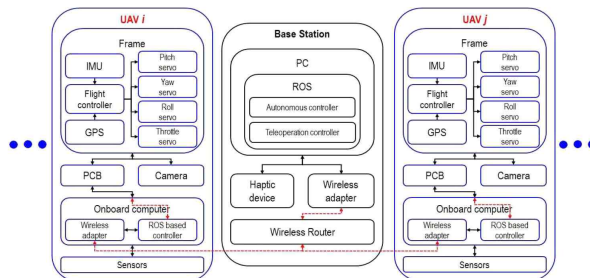 UAV i
Frame
IMU
Flight
controller
GPS
Pitch
servo
Yaw
servo
Roll
servo
Throttle
servo
PCB
Camera
Onboard computer
Wireless
adapter
ROS based
controller
Sensors
Base Station
PC
ROS
Autonomous controller
Teleoperation controller
Haptic
device
Wireless
adapter
Wireless Router
UAV j
Frame
IMU
Flight
controller
GPS
Pitch
servo
Yaw
servo
Roll
servo
Throttle
servo
PCB
Camera
Onboard computer
Wireless
adapter
ROS based
controller
Sensors